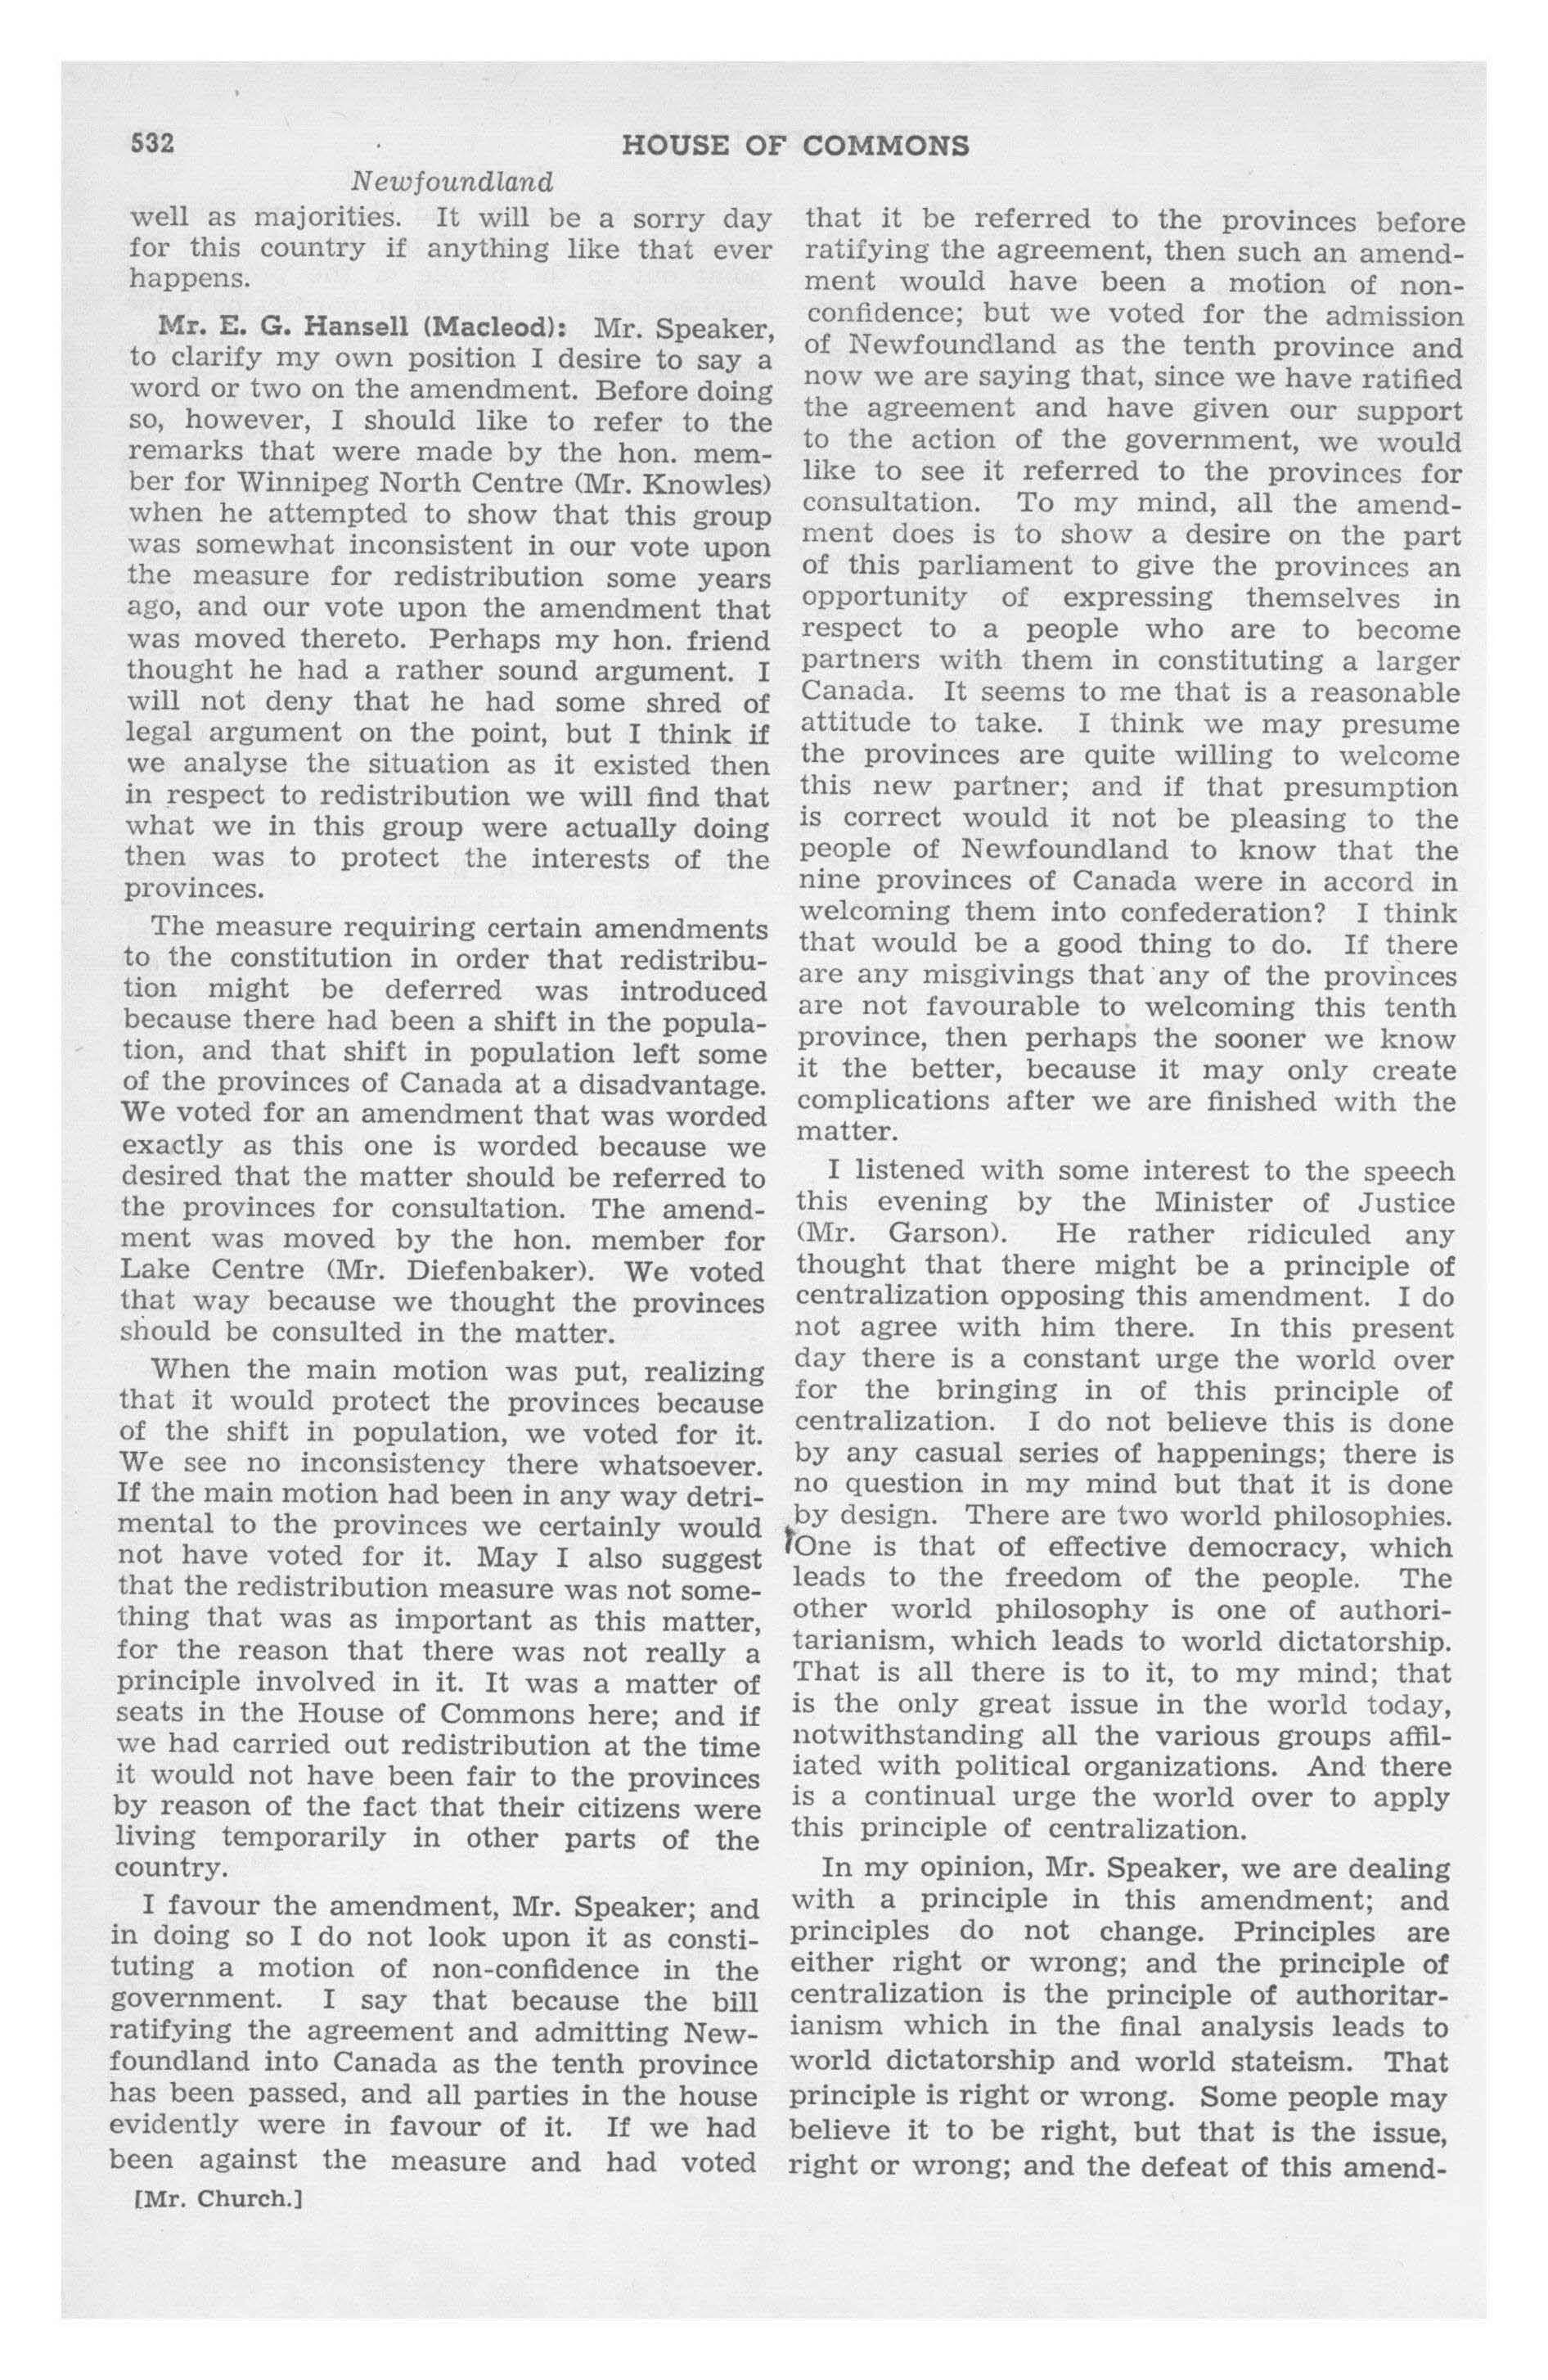 532
HOUSE OF COMMONS
Newfoundland
well as majorities. It will be a sorry day
for this country if anything like that ever
happens.
Mr. E. G. Hansell (Macleod): Mr. Speaker,
to clarify my own position I desire to say a
word or two on the amendment. Before doing
so, however, I should like to refer to the
remarks that were made by the hon. mem-
ber for Winnipeg North Centre (Mr. Knowles)
when he attempted to show that this group
was somewhat inconsistent in our vote upon
the measure for redistribution some years
ago, and our vote upon the amendment that
was moved thereto. Perhaps my hon. friend
thought he had a rather sound argument. I
will not deny that he had some shred of
legal argument on the point, but I think if
we analyse the situation as it existed then
in respect to redistribution we will find that
what we in this group were actually doing
then was to protect the interests of the
provinces.
The measure requiring certain amendments
to the constitution in order that redistribu-
tion might be deferred was introduced
because there had been a shift in the popula-
tion, and that shift in population left some
of the provinces of Canada at a disadvantage.
We voted for an amendment that was worded
exactly as this one is worded because we
desired that the matter should be referred to
the provinces for consultation. The amend-
ment was moved by the hon. member for
Lake Centre (Mr. Diefenbaker). We voted
that way because we thought the provinces
should be consulted in the matter.
When the main motion was put, realizing
that it would protect the provinces because
of the shift in population, we voted for it.
We see no inconsistency there whatsoever.
If the main motion had been in any way detri-
mental to the provinces we certainly would
not have voted for it. May I also suggest
that the redistribution measure was not some-
thing that was as important as this matter,
for the reason that there was not really a
principle involved in it. It was a matter of
seats in the House of Commons here; and if
we had carried out redistribution at the time
it would not have been fair to the provinces
by reason of the fact that their citizens were
living temporarily in other parts of the
country.
I favour the amendment, Mr. Speaker; and
in doing so I do not look upon it as consti-
tuting a motion of non-confidence in the
government. I say that because the bill
ratifying the agreement and admitting New-
foundland into Canada as the tenth province
has been passed, and all parties in the house
evidently were in favour of it. If we had
been against the measure and had voted
[Mr. Church.]
that it be referred to the provinces before
ratifying the agreement, then such an amend-
ment would have been a motion of non-
confidence; but we voted for the admission
of Newfoundland as the tenth province and
now we are saying that, since we have ratified
the agreement and have given our support
to the action of the government, we would
like to see it referred to the provinces for
consultation. To my mind, all the amend-
ment does is to show a desire on the part
of this parliament to give the provinces an
opportunity of expressing themselves in
respect to a people who are to become
partners with them in constituting a larger
Canada. It seems to me that is a reasonable
attitude to take. I think we may presume
the provinces are quite willing to welcome
this new partner; and if that presumption
is correct would it not be pleasing to the
people of Newfoundland to know that the
nine provinces of Canada were in accord in
welcoming them into confederation? I think
that would be a good thing to do. If there
are any misgivings that any of the provinces
are not favourable to welcoming this tenth
province, then perhaps the sooner we know
it the better, because it may only create
complications after we are finished with the
matter.
I listened with some interest to the speech
this evening by the Minister of Justice
(Mr. Garson). He rather ridiculed any
thought that there might be a principle of
centralization opposing this amendment. I do
not agree with him there. In this present
day there is a constant urge the world over
for the bringing in of this principle of
centralization. I do not believe this is done
by any casual series of happenings; there is
no question in my mind but that it is done
by design. There are two world philosophies.
One is that of effective democracy, which
leads to the freedom of the people. The
other world philosophy is one of authori-
tarianism, which leads to world dictatorship.
That is all there is to it, to my mind; that
is the only great issue in the world today,
notwithstanding all the various groups affil-
iated with political organizations. And there
is a continual urge the world over to apply
this principle of centralization.
In my opinion, Mr. Speaker, we are dealing
with a principle in this amendment; and
principles do not change. Principles are
either right or wrong; and the principle of
centralization is the principle of authoritar-
ianism which in the final analysis leads to
world dictatorship and world stateism. That
principle is right or wrong. Some people may
believe it to be right, but that is the issue,
right or wrong; and the defeat of this amend-